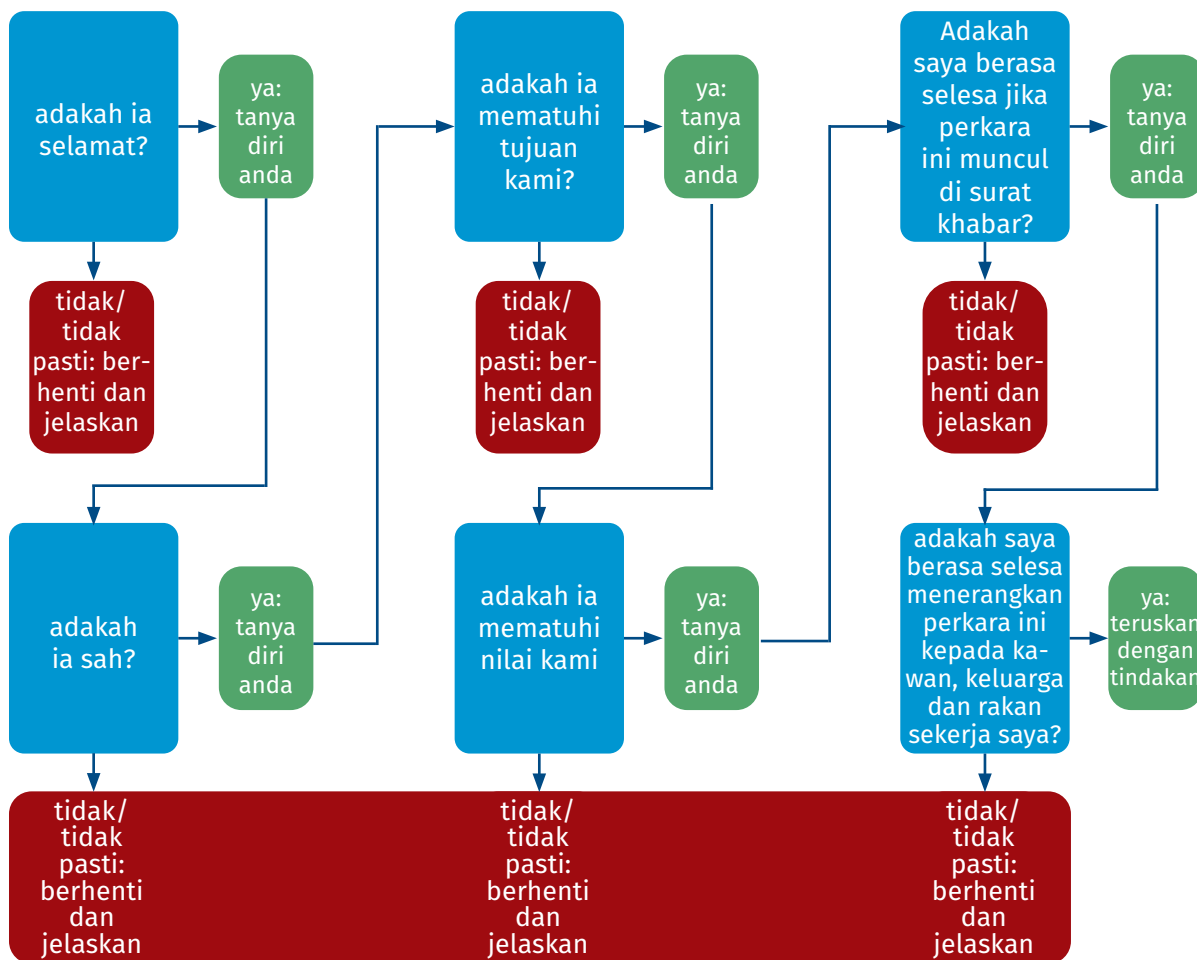 adakah ia
selamat?
ya:
tanya
diri
anda
tidak/
tidak
pasti: ber-
henti dan
jelaskan
adakah
ia sah?
ya:
tanya
diri
anda
tidak/
tidak
pasti:
berhenti
dan
jelaskan
adakah ia
mematuhi
tujuan
kami?
ya:
tanya
diri
anda
tidak/
tidak
pasti: ber-
henti dan
jelaskan
adakah ia
mematuhi
nilai kami
ya:
tanya
diri
anda
tidak/
tidak
pasti:
berhenti
dan
jelaskan
Adakah
saya berasa
selesa jika
perkara
ini muncul
di surat
khabar?
ya:
tanya
diri
anda
tidak/
tidak
pasti: ber-
henti dan
jelaskan
adakah saya
berasa selesa
menerangkan
perkara ini
kepada ka-
wan, keluarga
dan rakan
sekerja saya?
ya:
teruskan
dengan
tindakan
tidak/
tidak
pasti:
berhenti
dan
jelaskan